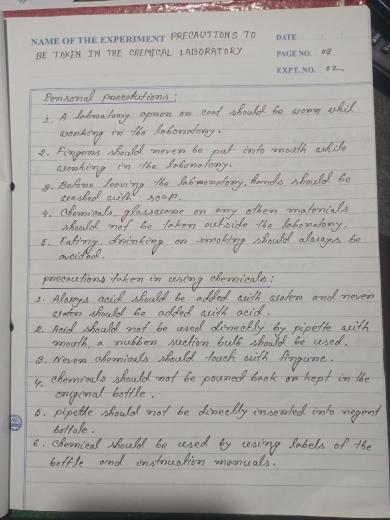 NAME OF THE EXPERIMENT PRECAUTIONS TO
BE TAKEN IN THE CHEMICAL LABORATORY
DATE
PAGE NO. 03
EXPT. NO. 02
Personal precautions:
1. A laboratory apron or coat should be worn whil
working in the laboratory.
2. Fingers should never be put into mouth while
working in the laboratory.
3. Before leaving the laboratory, hands should be
washed with soap.
4. Chemicals, glassware or any other materials
should not be taken outside the laboratory.
5. Eating, drinking or smoking should always be
avoided.
precautions taken in using chemicals:
1. Always acid should be added with water and never
water should be added with acid.
2. Acid should not be used directly by pipette with
mouth, a rubber suction bulb should be used.
3. Never chemicals should touch with fingure.
4. chemicals should not be poured back or kept in the
original bottle.
5. pipette should not be directly inserted into regent
bottole.
6. Chemical should be used by using labels of the
bottle and instruction manuals.